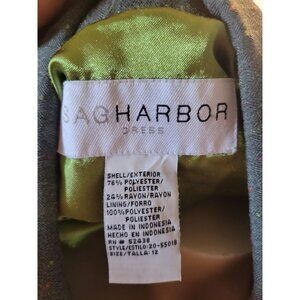 SAG HARBOR
DRESS
SHELL/EXTERIOR
76% POLYESTER/
POLIESTER
24% RAYON/RAYON
LINING/FORRO
100% POLYESTER/
POLIESTER
MADE IN INDONESIA
HECHO EN INDONESIA
RN # 52438
STYLE/ESTILO: 20-55018
SIZE/TALLA: 12